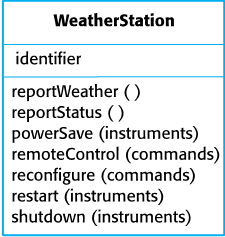 WeatherStation
identifier
reportWeather ( )
reportStatus ( )
powerSave (instruments)
remoteControl (commands)
reconfigure (commands)
restart (instruments)
shutdown (instruments)